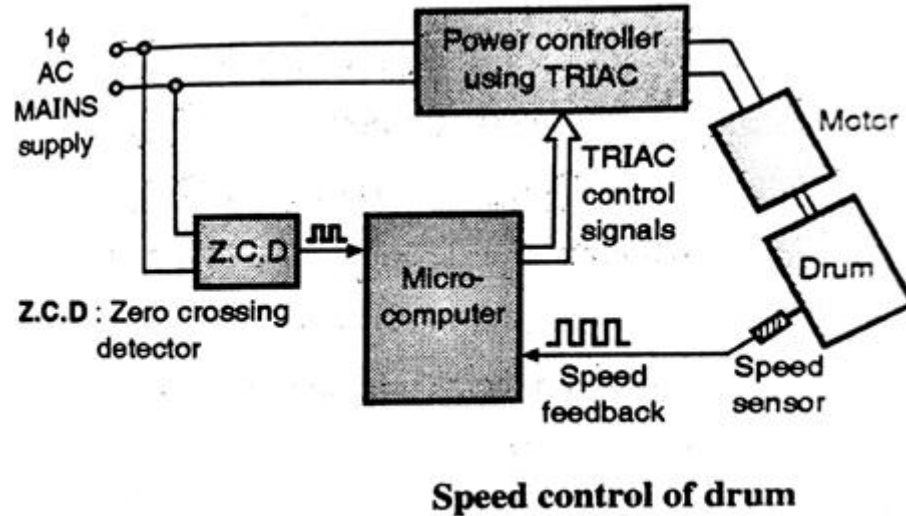 1ϕ
AC
MAINS
supply
Power controller
using TRIAC
Motor
TRIAC
control
signals
Z.C.D
Micro-
computer
Drum
Z.C.D : Zero crossing
detector
Speed
feedback
Speed
sensor
Speed control of drum